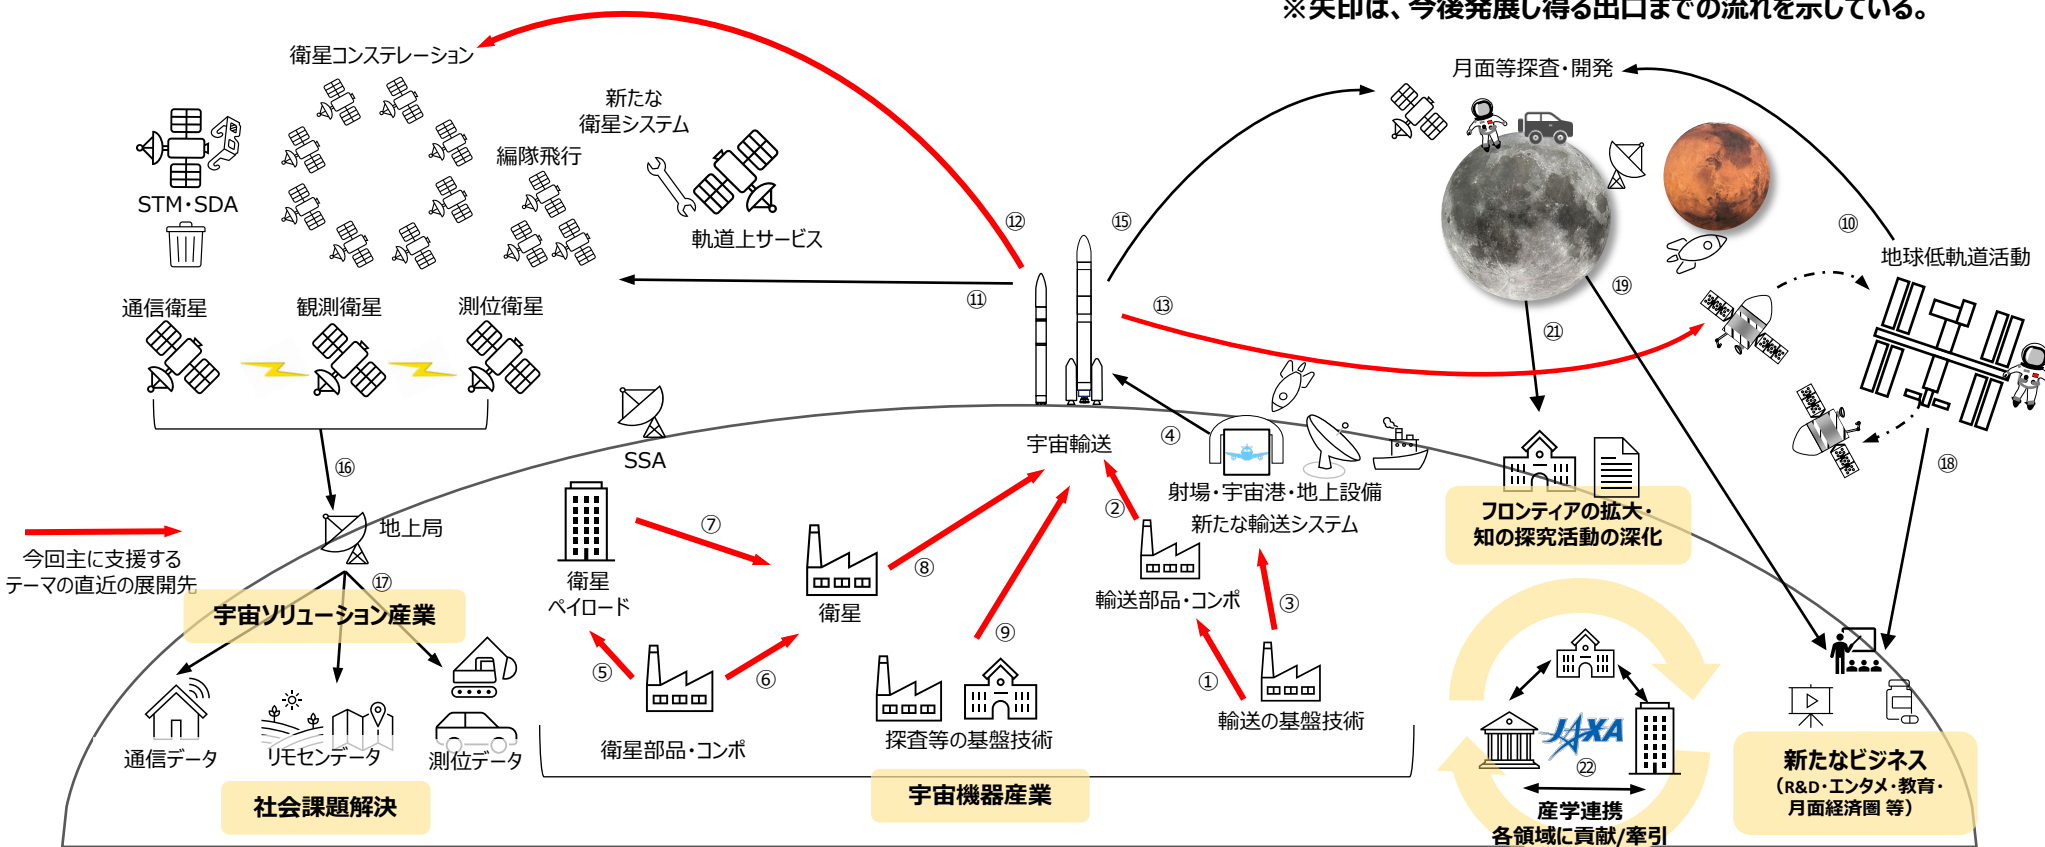 ※矢印は、今後発展し得る出口までの流れを示している。
衛星コンステレーション
月面等探査・開発
新たな
衛星システム
編隊飛行
STM・SDA
軌道上サービス
⑫
⑮
⑩
地球低軌道活動
⑪
⑬
⑲
㉑
通信衛星
観測衛星
測位衛星
④
宇宙輸送
SSA
⑯
⑱
射場・宇宙港・地上設備
新たな輸送システム
②
フロンティアの拡大・
知の探究活動の深化
地上局
⑦
今回主に支援する
テーマの直近の展開先
⑰
衛星
ペイロード
⑧
衛星
輸送部品・コンポ
③
宇宙ソリューション産業
⑨
⑤
⑥
①
輸送の基盤技術
探査等の基盤技術
衛星部品・コンポ
通信データ
リモセンデータ
測位データ
社会課題解決
宇宙機器産業
JAXA
㉒
産学連携
各領域に貢献/牽引
新たなビジネス
（R&D・エンタメ・教育・
月面経済圏 等）